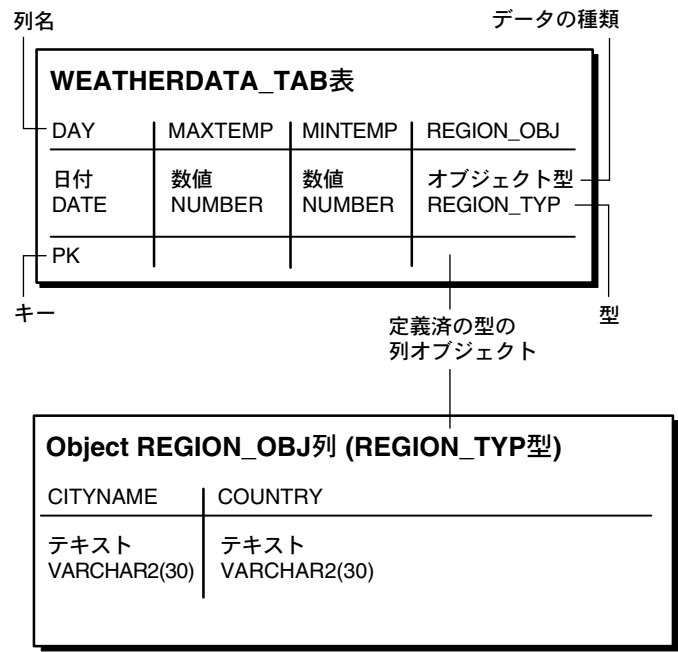 列名 データの種類
WEATHERDATA_TAB表
DAY MAXTEMP MINTEMP REGION_OBJ
日付 数値 数値 オブジェクト型
DATE NUMBER NUMBER REGION_TYP
PK
キー 型
定義済の型の
列オブジェクト
Object REGION_OBJ列 (REGION_TYP型)
CITYNAME COUNTRY
テキスト テキスト
VARCHAR2(30) VARCHAR2(30)